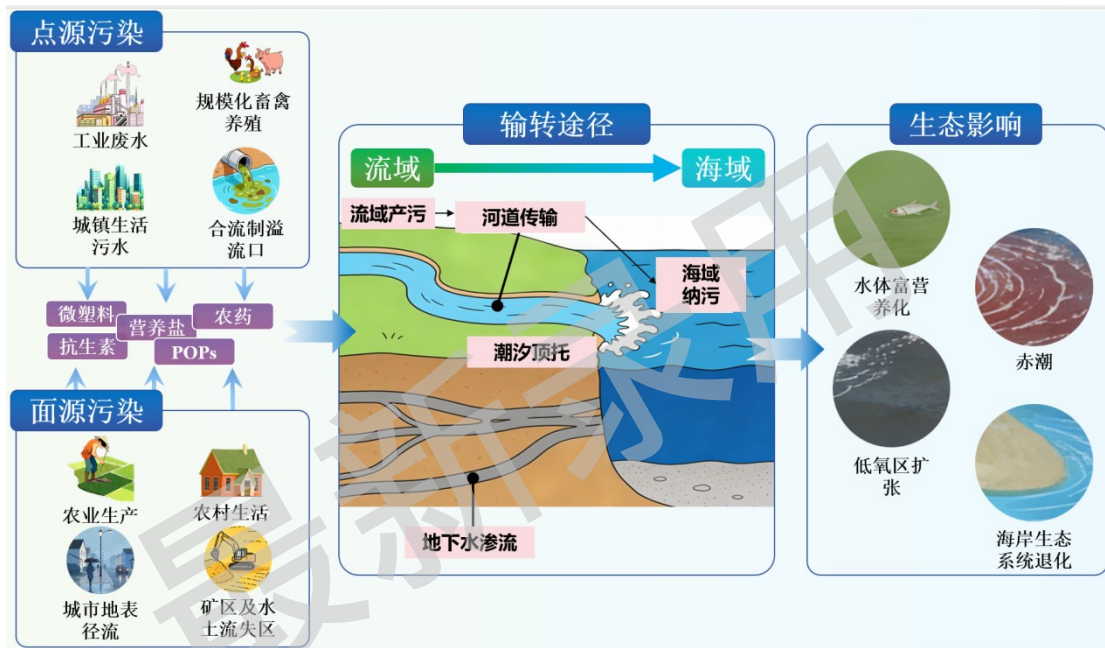 点源污染
工业废水
规模化畜禽
养殖
城镇生活
污水
合流制溢
流口
微塑料
营养盐
农药
抗生素
POPs
面源污染
农业生产
农村生活
城市地表
径流
矿区及水
土流失区
输转途径
流域
海域
流域产污
河道传输
海域
纳污
潮汐顶托
地下水渗流
生态影响
水体富营
养化
赤潮
低氧区扩
张
海岸生态
系统退化
最新录用